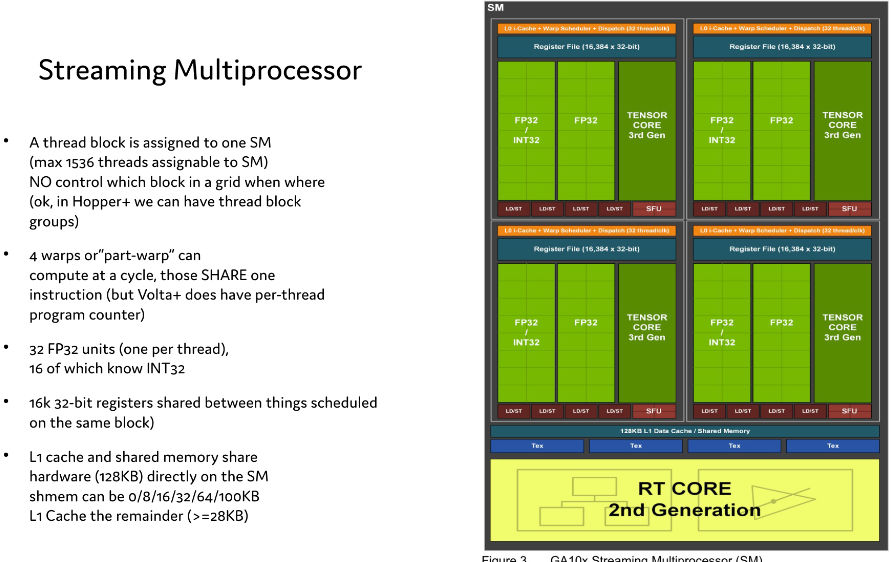 Streaming Multiprocessor
• A thread block is assigned to one SM
(max 1536 threads assignable to SM)
NO control which block in a grid when where
(ok, in Hopper+ we can have thread block
groups)
• 4 warps or"part-warp" can
compute at a cycle, those SHARE one
instruction (but Volta+ does have per-thread
program counter)
• 32 FP32 units (one per thread),
16 of which know INT32
• 16k 32-bit registers shared between things scheduled
on the same block)
• L1 cache and shared memory share
hardware (128KB) directly on the SM
shmem can be 0/8/16/32/64/100KB
L1 Cache the remainder (>=28KB)
SM
L0 i-Cache + Warp Scheduler + Dispatch (32 thread/clk)
Register File (16,384 x 32-bit)
FP32
/
INT32
FP32
TENSOR
CORE
3rd Gen
LD/ST LD/ST LD/ST LD/ST SFU
L0 i-Cache + Warp Scheduler + Dispatch (32 thread/clk)
Register File (16,384 x 32-bit)
FP32
/
INT32
FP32
TENSOR
CORE
3rd Gen
LD/ST LD/ST LD/ST LD/ST SFU
L0 i-Cache + Warp Scheduler + Dispatch (32 thread/clk)
Register File (16,384 x 32-bit)
FP32
/
INT32
FP32
TENSOR
CORE
3rd Gen
LD/ST LD/ST LD/ST LD/ST SFU
L0 i-Cache + Warp Scheduler + Dispatch (32 thread/clk)
Register File (16,384 x 32-bit)
FP32
/
INT32
FP32
TENSOR
CORE
3rd Gen
LD/ST LD/ST LD/ST LD/ST SFU
128KB L1 Data Cache / Shared Memory
Tex Tex Tex Tex
RT CORE
2nd Generation
Figure 3 GA10x Streaming Multiprocessor (SM)